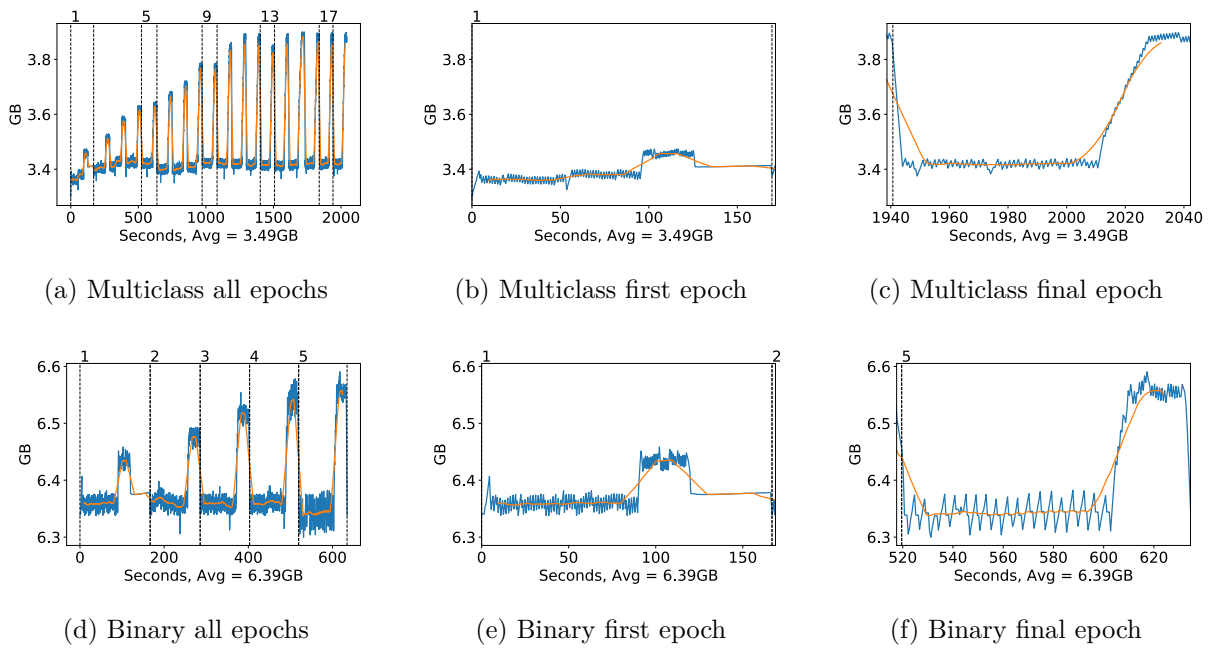 1 5 9 13 17
3.8
3.6
3.4
GB
0 500 1000 1500 2000
Seconds, Avg = 3.49GB
(a) Multiclass all epochs
1
3.8
3.6
3.4
GB
0 50 100 150
Seconds, Avg = 3.49GB
(b) Multiclass first epoch
3.8
3.6
3.4
GB
1940 1960 1980 2000 2020 2040
Seconds, Avg = 3.49GB
(c) Multiclass final epoch
1 2 3 4 5
6.6
6.5
6.4
6.3
GB
0 200 400 600
Seconds, Avg = 6.39GB
(d) Binary all epochs
1 2
6.6
6.5
6.4
6.3
GB
0 50 100 150
Seconds, Avg = 6.39GB
(e) Binary first epoch
5
6.6
6.5
6.4
6.3
GB
520 540 560 580 600 620
Seconds, Avg = 6.39GB
(f) Binary final epoch